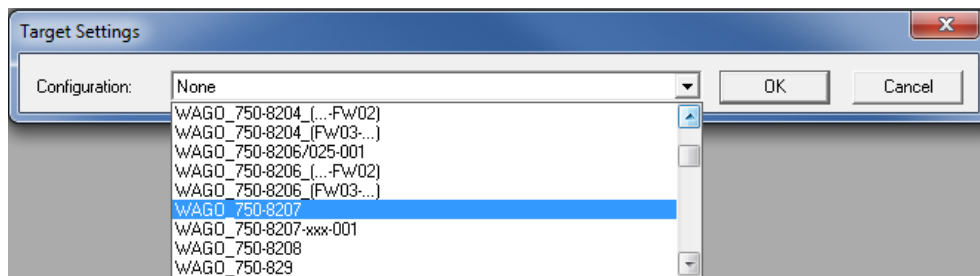 Target Settings
Configuration: None OK Cancel
WAGO_750-8204_(...-FW02)
WAGO_750-8204_(FW03-...)
WAGO_750-8206/025-001
WAGO_750-8206_(...-FW02)
WAGO_750-8206_(FW03-...)
WAGO_750-8207
WAGO_750-8207-xxx-001
WAGO_750-8208
WAGO_750-829